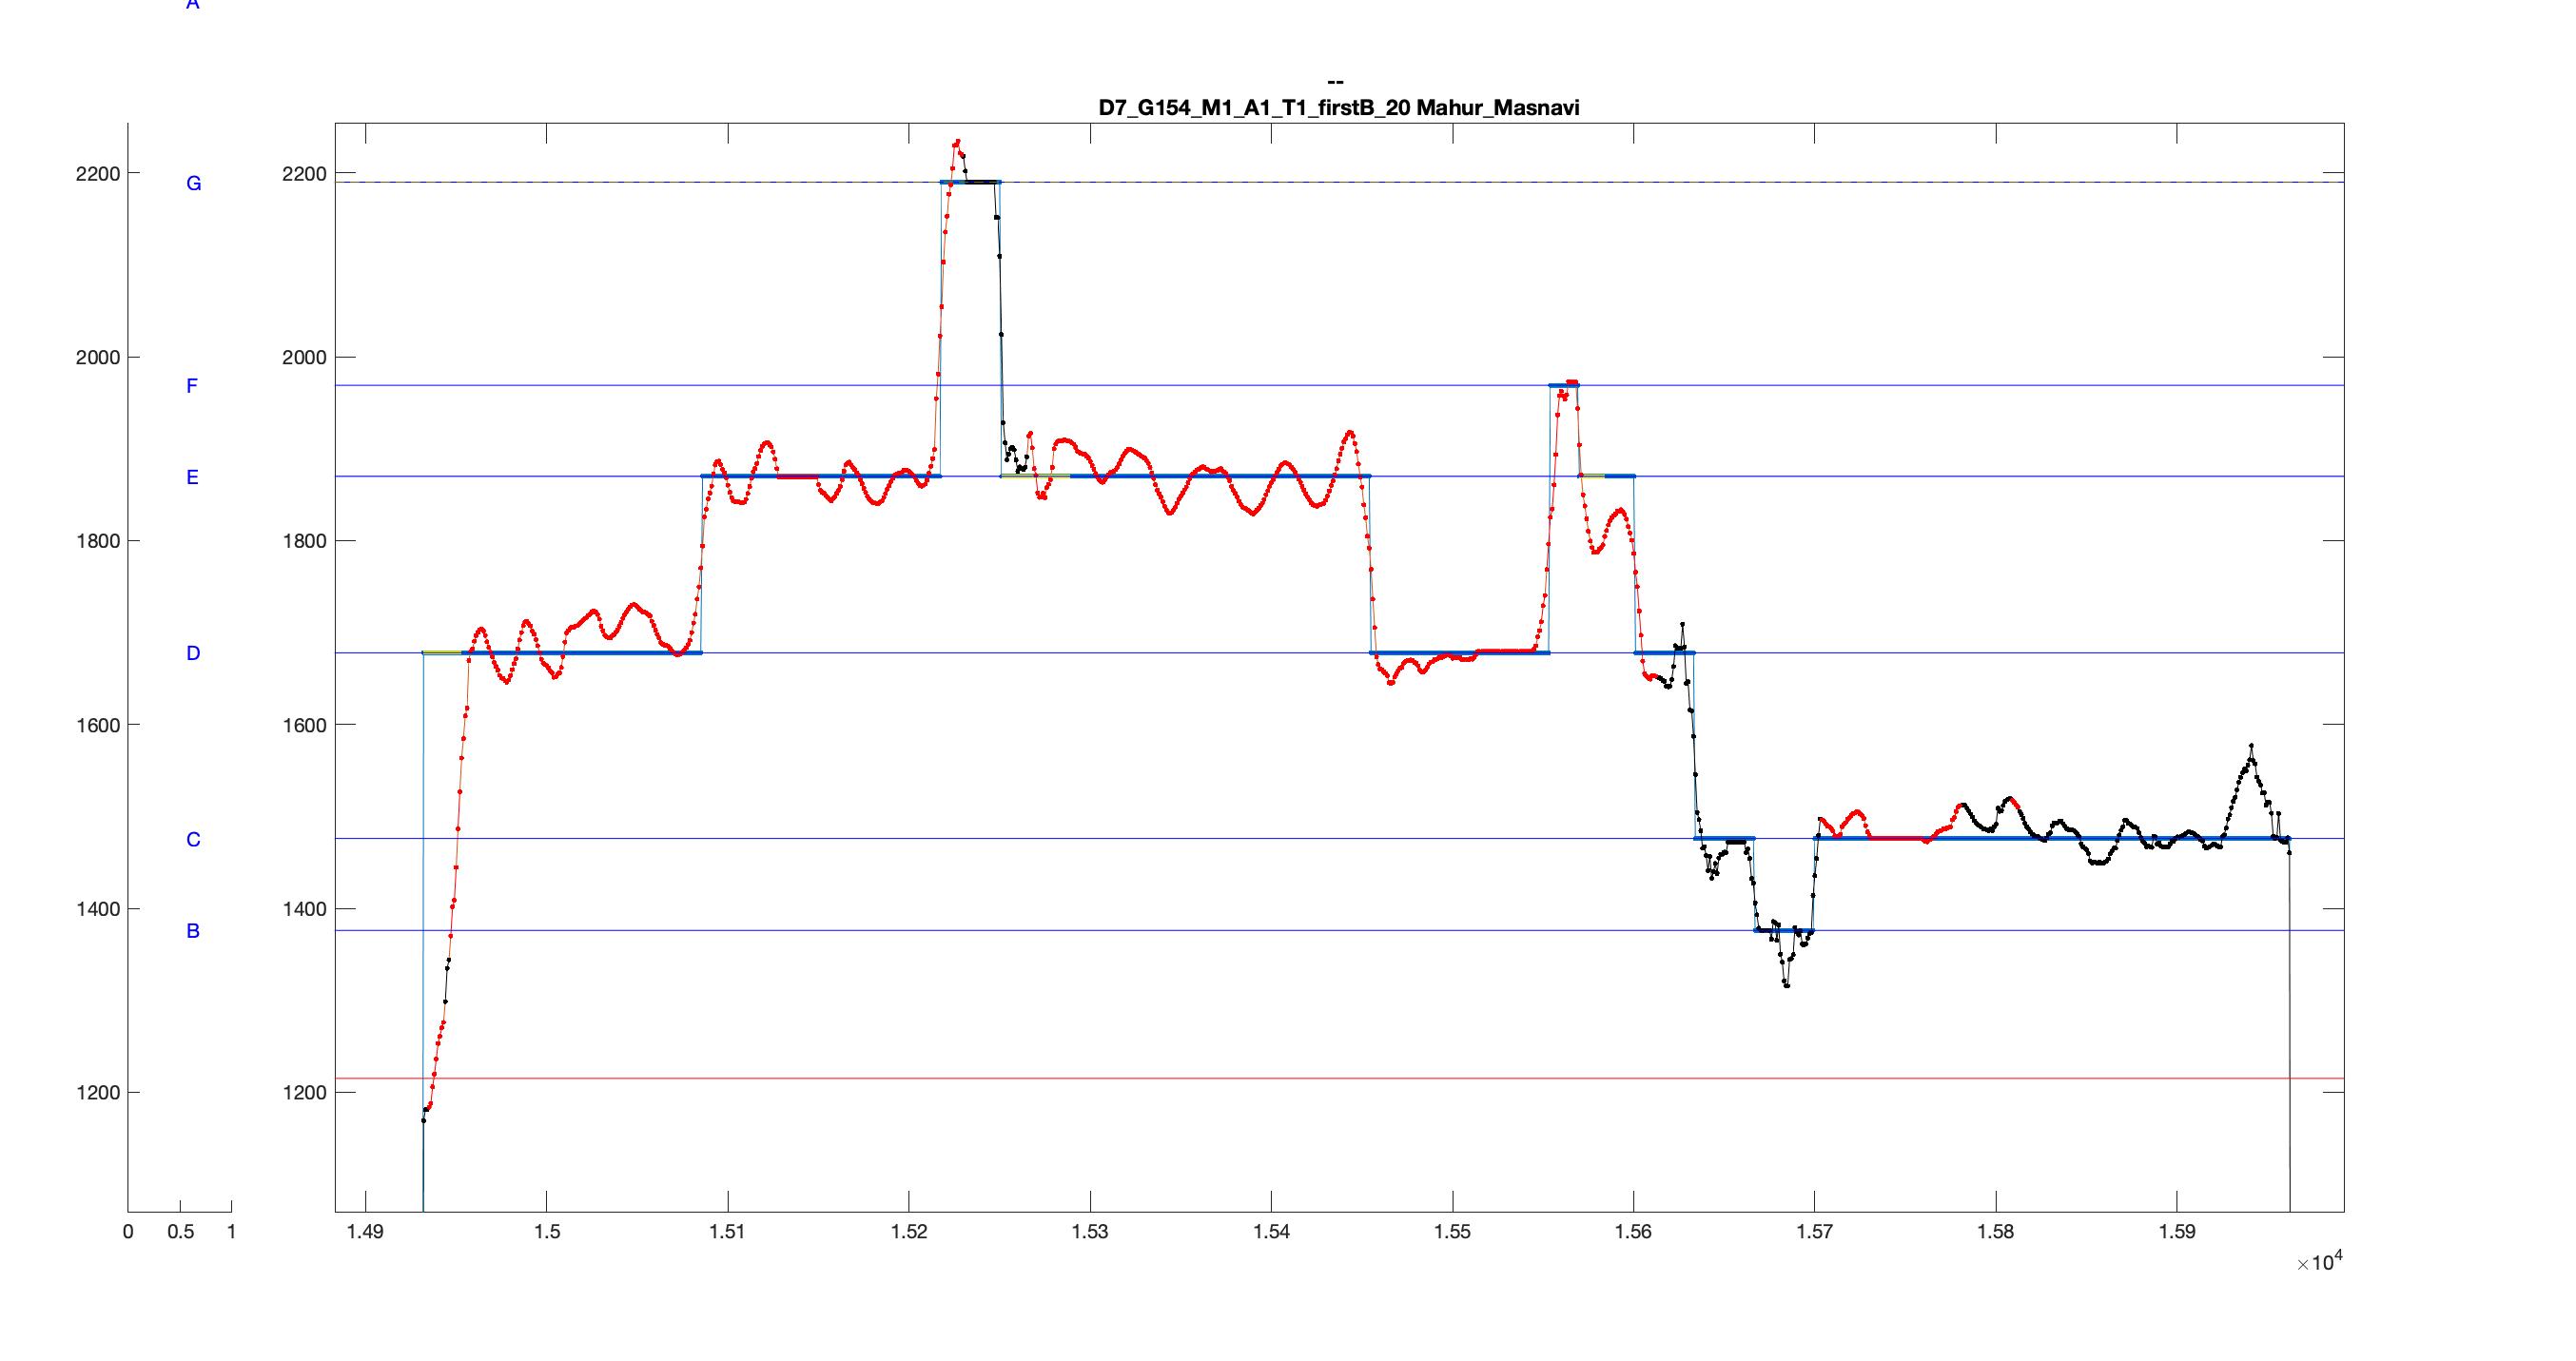 A
--
D7_G154_M1_A1_T1_firstB_20 Mahur_Masnavi
2200 G 2200
2000 2000
F
E
1800 1800
D
1600 1600
C
1400 1400
B
1200 1200
0 0.5 1 1.49 1.5 1.51 1.52 1.53 1.54 1.55 1.56 1.57 1.58 1.59
×10^4